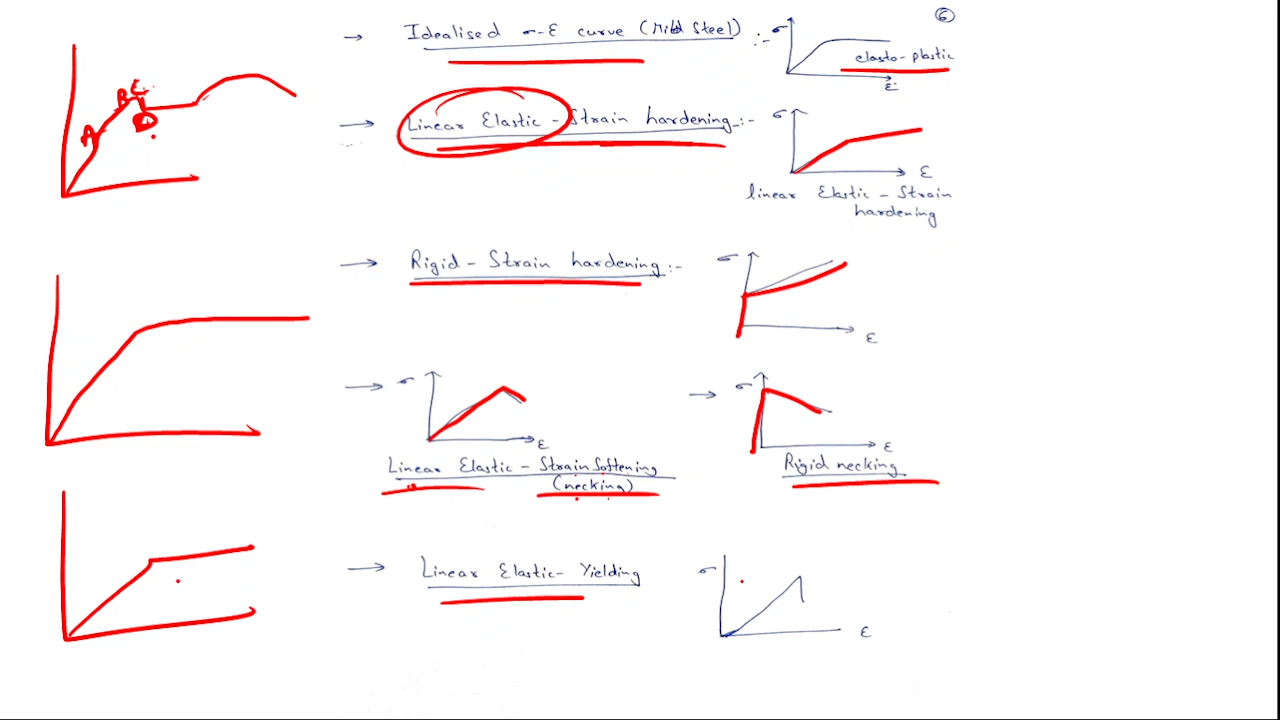 6
→ Idealised σ-ε curve (Mild Steel) :-
σ
elasto-plastic
ε
A B C
→ Linear Elastic - Strain hardening :-
σ
ε
linear Elastic - Strain
hardening
→ Rigid - Strain hardening :-
σ
ε
→ σ
ε
Linear Elastic - Strain Softening
(necking)
→ σ
ε
Rigid necking
→ Linear Elastic - Yielding
σ
ε